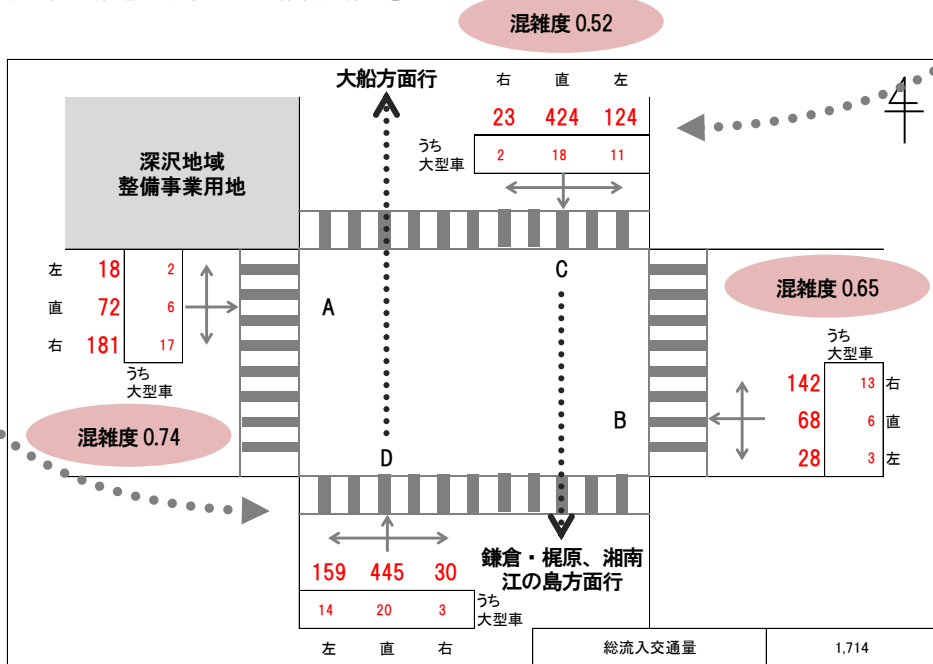 混雑度 0.52
大船方面行
右 直 左
23 424 124
うち
大型車
2 18 11
深沢地域
整備事業用地
左 18 2
直 72 6
右 181 17
うち
大型車
A
C
混雑度 0.65
うち
大型車
142 13 右
68 6 直
28 3 左
B
混雑度 0.74
D
159 445 30
14 20 3
うち
大型車
左 直 右
鎌倉・梶原、湘南
江の島方面行
総流入交通量 1,714